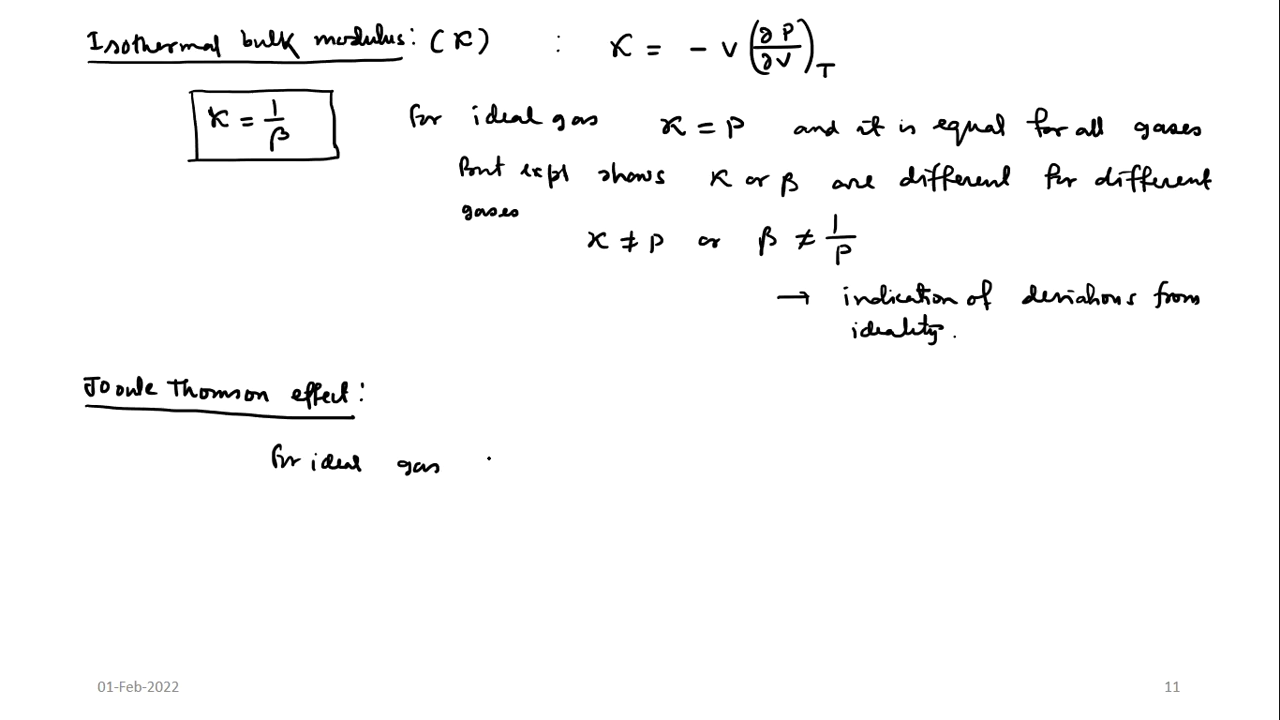 Isothermal bulk modulus: (K) : K = - V (∂P/∂V)_T
K = 1/β
For ideal gas K = P and it is equal for all gases
But expt shows K or β are different for different
gases
K ≠ P or β ≠ 1/P
→ indication of deviations from
ideality.
Joule Thomson effect:
For ideal gas
01-Feb-2022
11